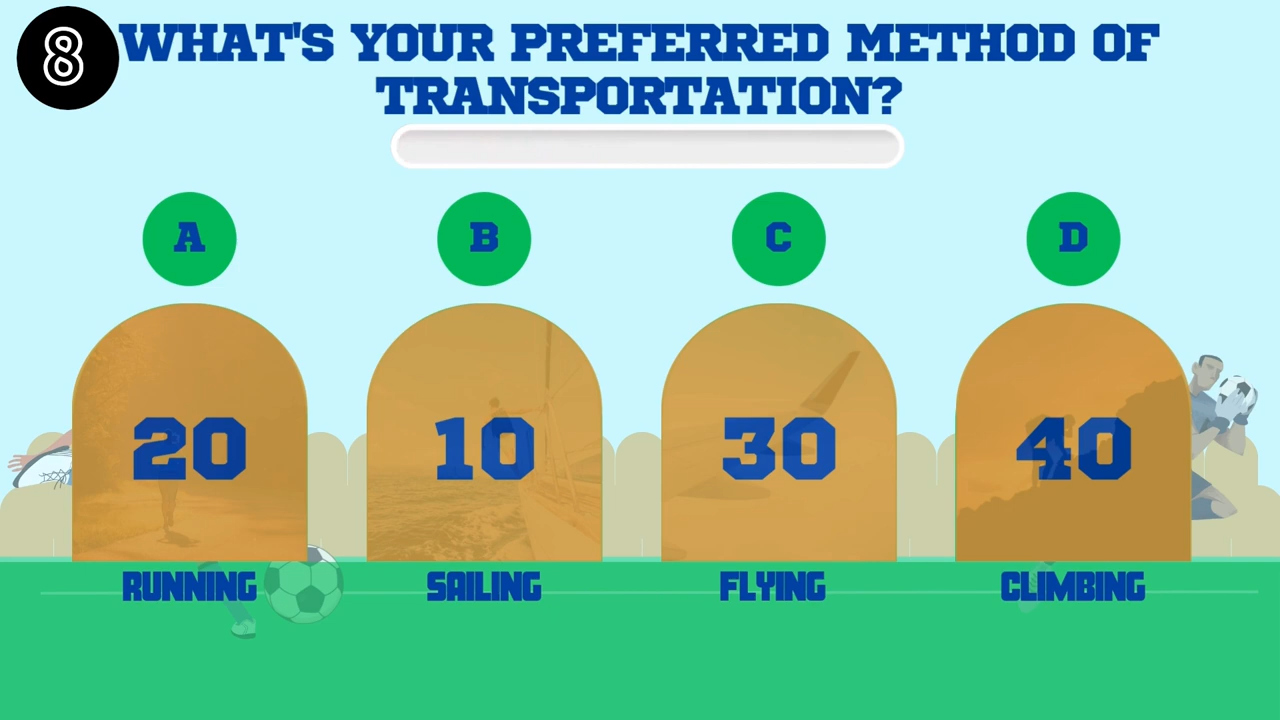 8
WHAT'S YOUR PREFERRED METHOD OF
TRANSPORTATION?
A B C D
20 10 30 40
RUNNING SAILING FLYING CLIMBING